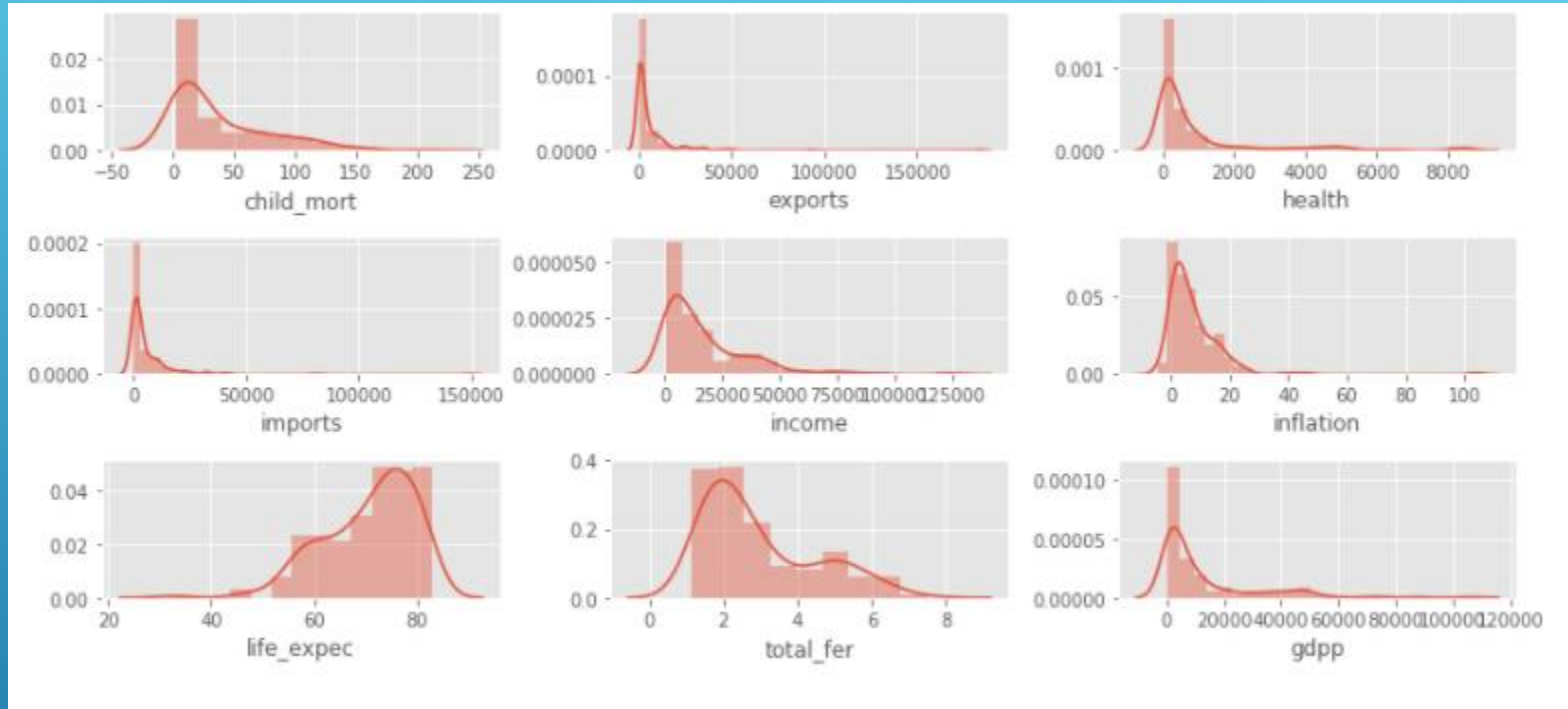 0.02
0.01
0.00
−50 0 50 100 150 200 250
child_mort
0.0001
0.0000
0 50000 100000 150000
exports
0.001
0.000
0 2000 4000 6000 8000
health
0.0002
0.0001
0.0000
0 50000 100000 150000
imports
0.000050
0.000025
0.000000
0 25000 50000 75000 100000 125000
income
0.05
0.00
0 20 40 60 80 100
inflation
0.04
0.02
0.00
20 40 60 80
life_expec
0.4
0.2
0.0
0 2 4 6 8
total_fer
0.00010
0.00005
0.00000
0 20000 40000 60000 80000 100000 120000
gdpp